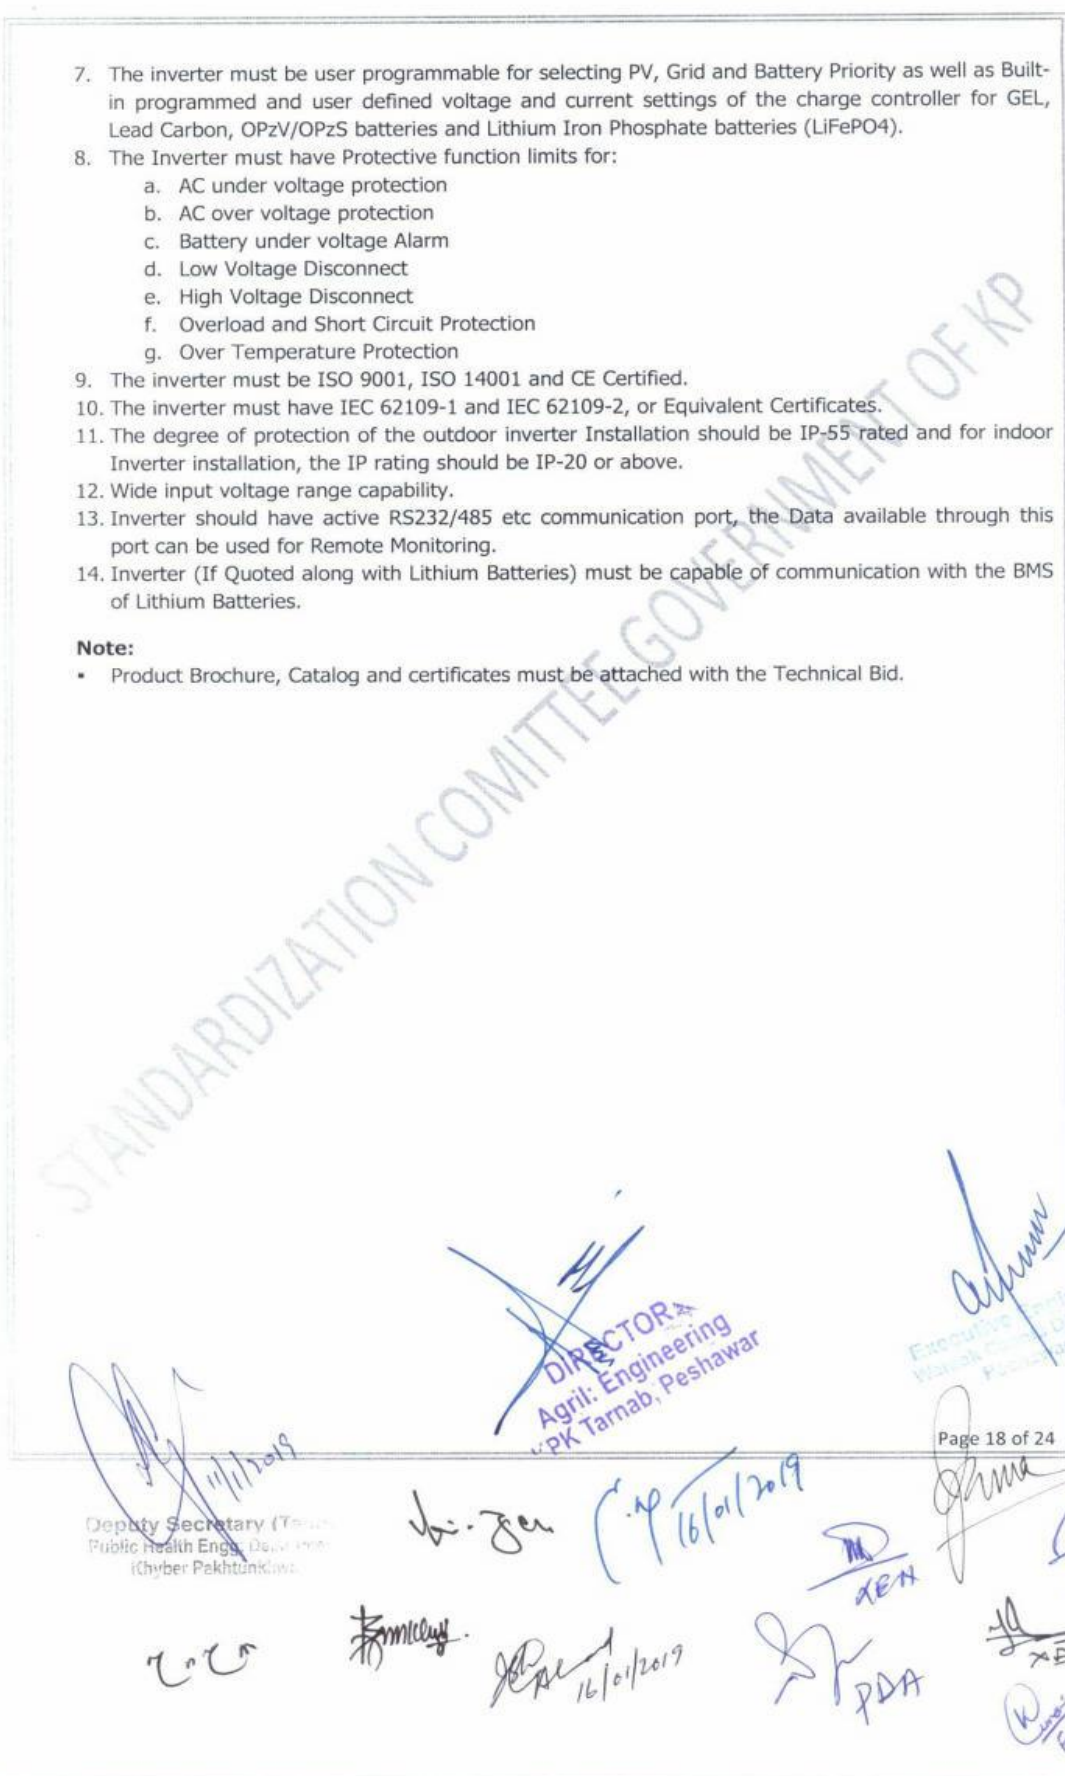 7. The inverter must be user programmable for selecting PV, Grid and Battery Priority as well as Built-
in programmed and user defined voltage and current settings of the charge controller for GEL,
Lead Carbon, OPzV/OPzS batteries and Lithium Iron Phosphate batteries (LiFePO4).
8. The Inverter must have Protective function limits for:
a. AC under voltage protection
b. AC over voltage protection
c. Battery under voltage Alarm
d. Low Voltage Disconnect
e. High Voltage Disconnect
f. Overload and Short Circuit Protection
g. Over Temperature Protection
9. The inverter must be ISO 9001, ISO 14001 and CE Certified.
10. The inverter must have IEC 62109-1 and IEC 62109-2, or Equivalent Certificates.
11. The degree of protection of the outdoor inverter Installation should be IP-55 rated and for indoor
Inverter installation, the IP rating should be IP-20 or above.
12. Wide input voltage range capability.
13. Inverter should have active RS232/485 etc communication port, the Data available through this
port can be used for Remote Monitoring.
14. Inverter (If Quoted along with Lithium Batteries) must be capable of communication with the BMS
of Lithium Batteries.
Note:
▪ Product Brochure, Catalog and certificates must be attached with the Technical Bid.
STANDARDIZATION COMITTEE GOVERNMENT OF KP
DIRECTOR
Agril: Engineering
KPK Tarnab, Peshawar
Executive
Page 18 of 24
11/1/2019
Deputy Secretary
Public Health Engg:
Khyber Pakhtunkhwa
16/01/2019
XEN
16/01/2019
PDA